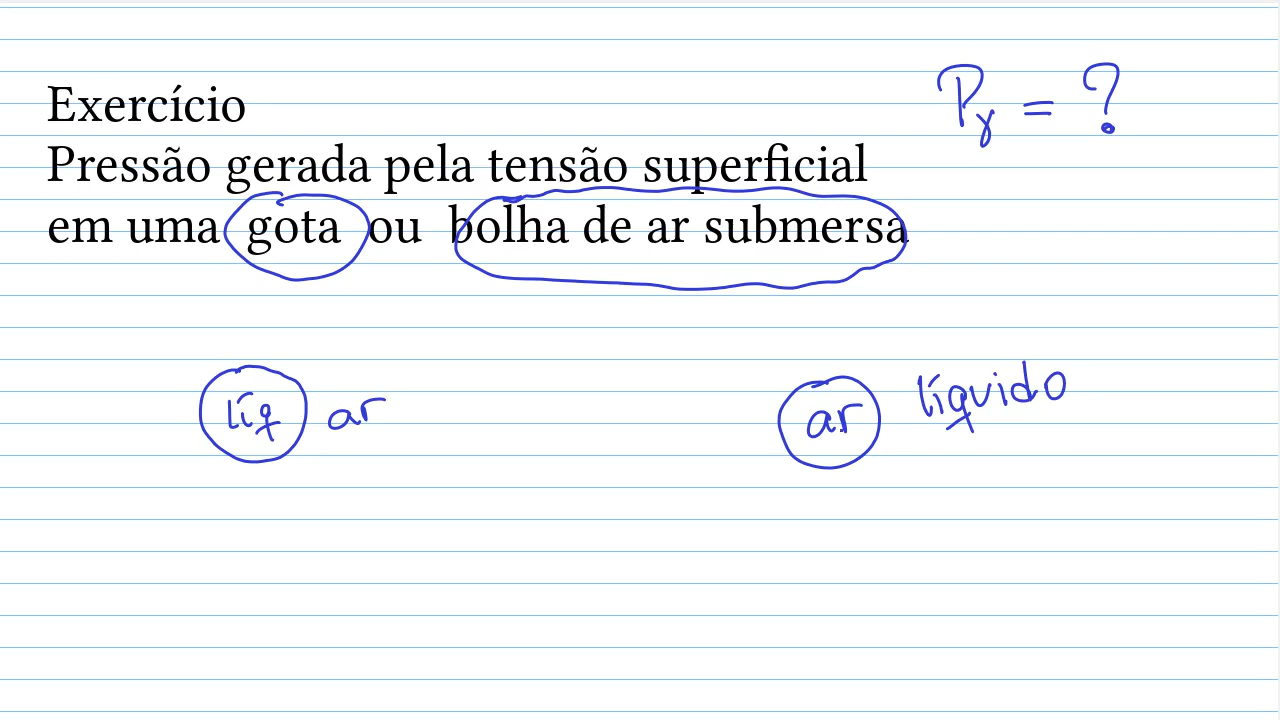 Exercício
Pressão gerada pela tensão superficial
em uma gota ou bolha de ar submersa
Pγ = ?
líq ar
ar líquido